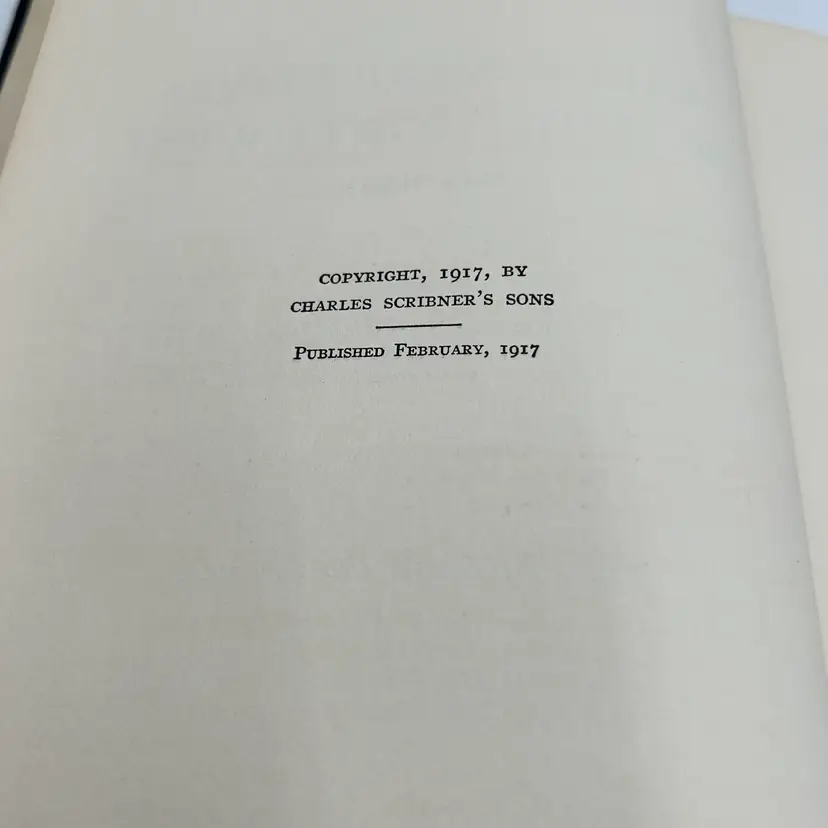 COPYRIGHT, 1917, BY
CHARLES SCRIBNER'S SONS
PUBLISHED FEBRUARY, 1917